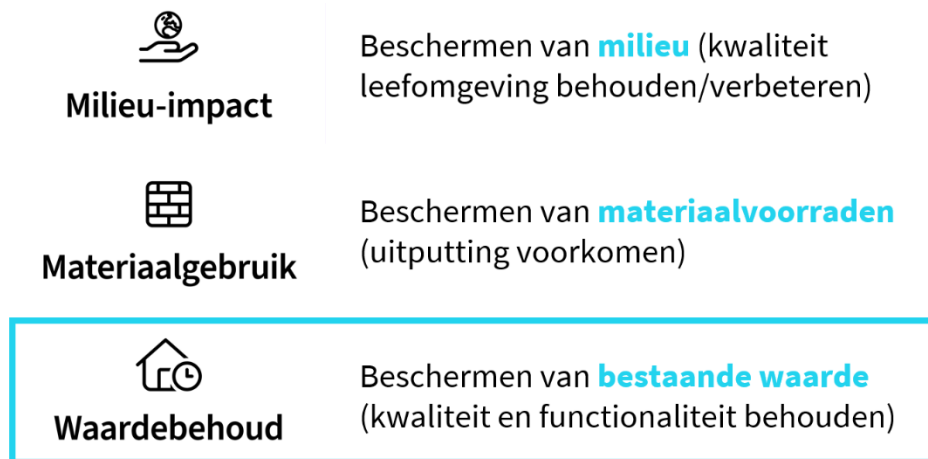 Milieu-impact
Beschermen van milieu (kwaliteit
leefomgeving behouden/verbeteren)
Materiaalgebruik
Beschermen van materiaalvoorraden
(uitputting voorkomen)
Waardebehoud
Beschermen van bestaande waarde
(kwaliteit en functionaliteit behouden)